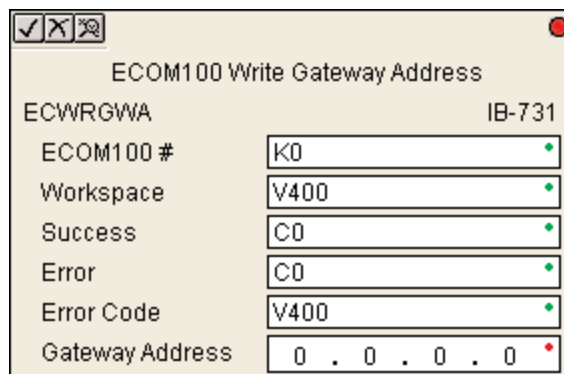 ECOM100 Write Gateway Address
ECWRGWA IB-731
ECOM100 # K0
Workspace V400
Success C0
Error C0
Error Code V400
Gateway Address 0 . 0 . 0 . 0